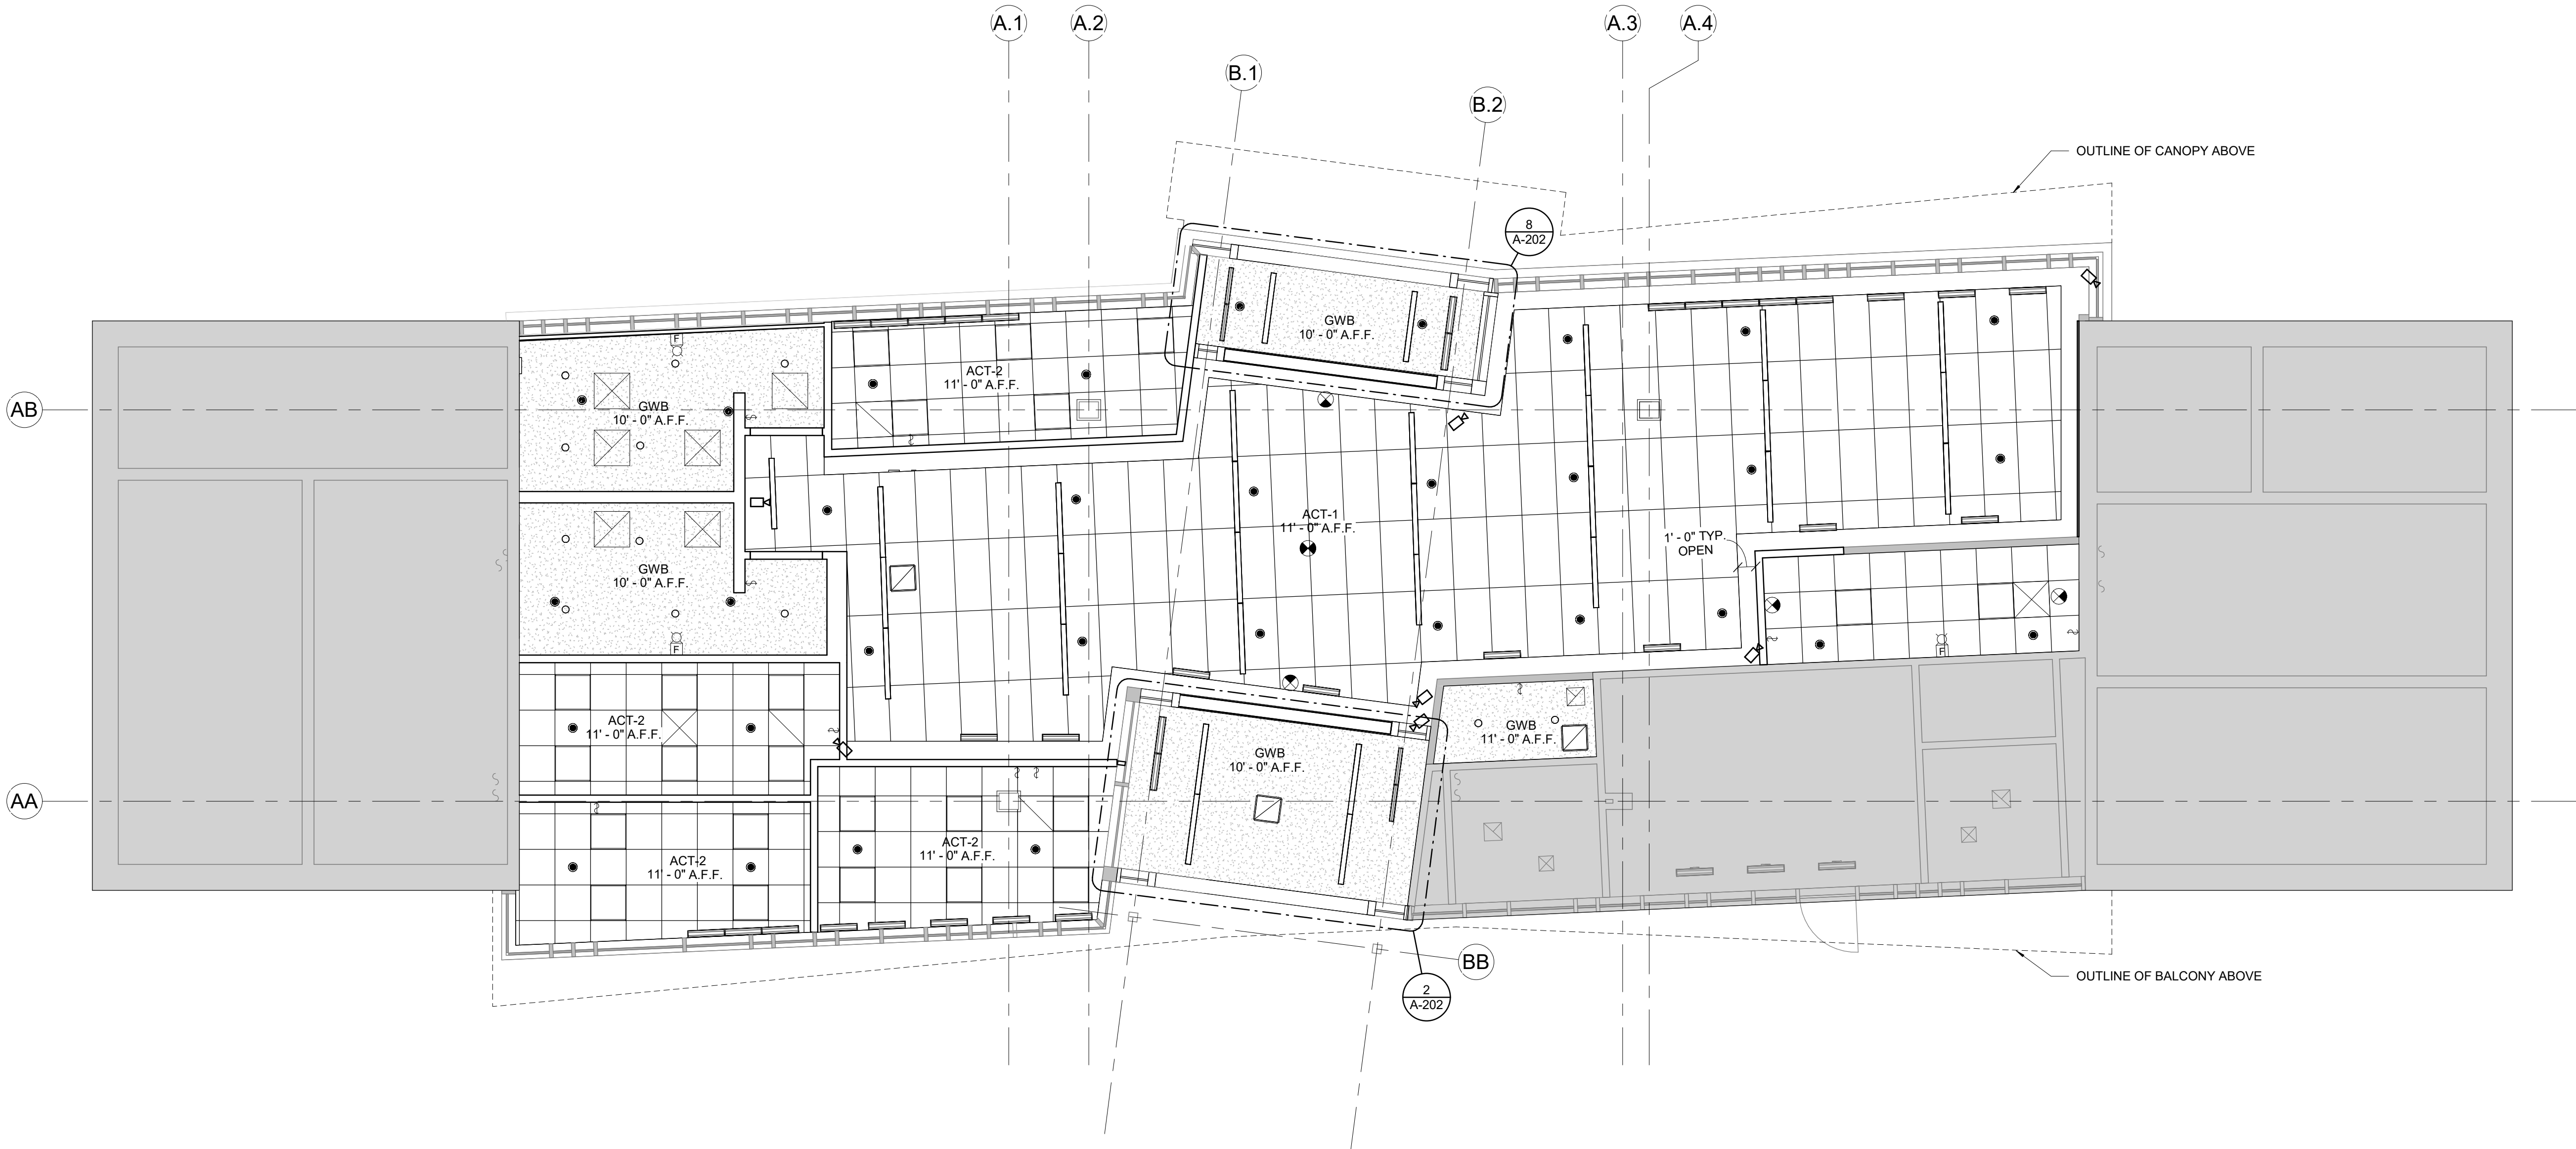 A.1
A.2
A.3
A.4
B.1
B.2
OUTLINE OF CANOPY ABOVE
8
A-202
GWB
10' - 0" A.F.F.
F
ACT-2
11' - 0" A.F.F.
AB
GWB
10' - 0" A.F.F.
ACT-1
11' - 0" A.F.F.
1' - 0" TYP.
OPEN
GWB
10' - 0" A.F.F.
F
F
ACT-2
11' - 0" A.F.F.
GWB
11' - 0" A.F.F.
GWB
10' - 0" A.F.F.
AA
ACT-2
11' - 0" A.F.F.
ACT-2
11' - 0" A.F.F.
BB
OUTLINE OF BALCONY ABOVE
2
A-202